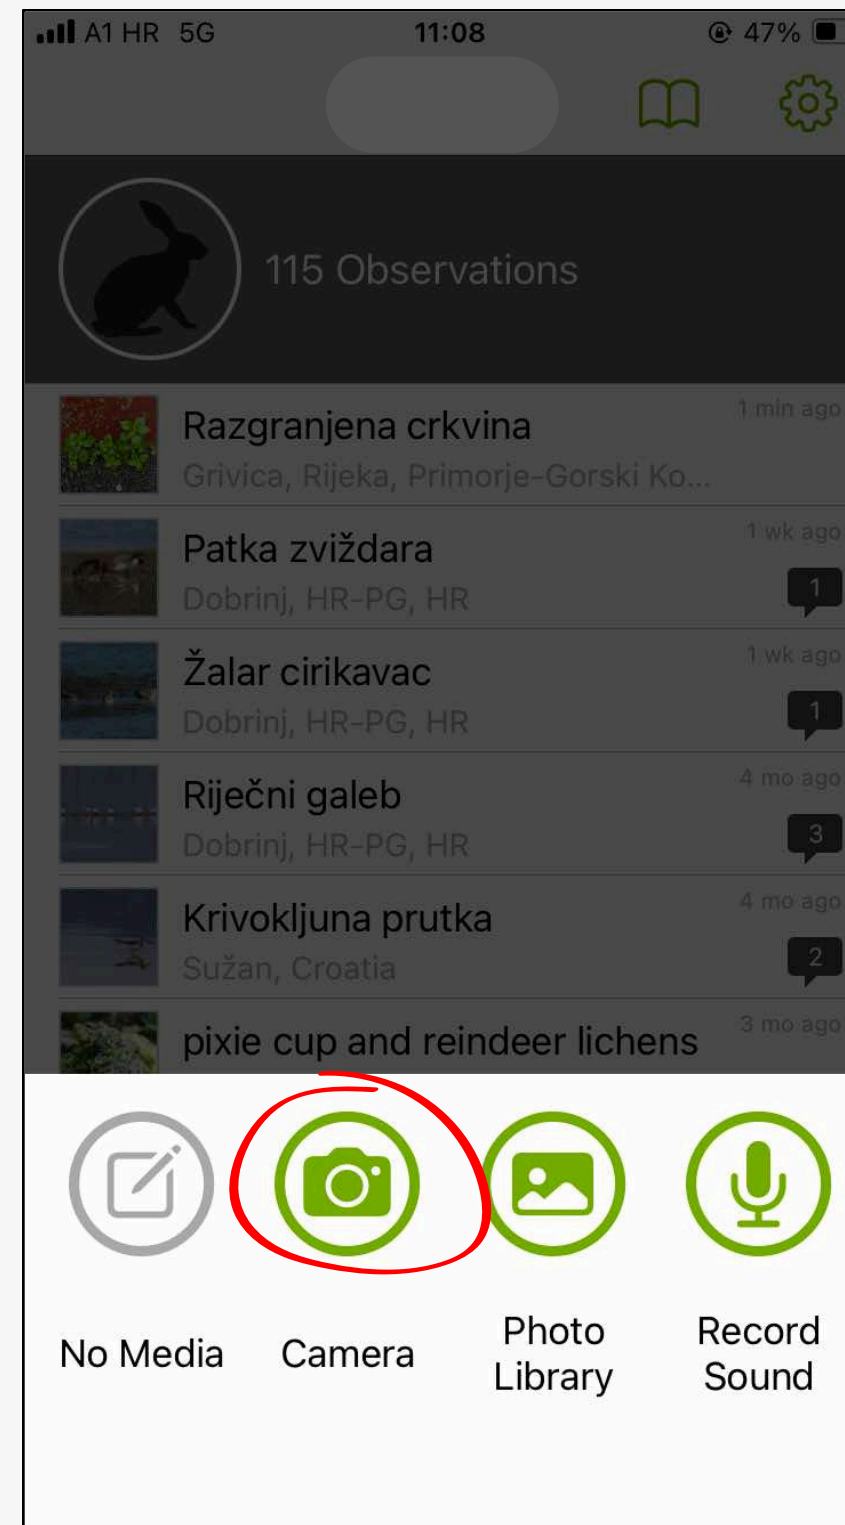 A1 HR 5G 11:08 47%
115 Observations
Razgranjena crkvina
1 min ago
Grivica, Rijeka, Primorje-Gorski Ko...
Patka zviždara
1 wk ago
Dobrinj, HR-PG, HR
1
Žalar cirikavac
1 wk ago
Dobrinj, HR-PG, HR
1
Riječni galeb
4 mo ago
Dobrinj, HR-PG, HR
3
Krivokljuna prutka
4 mo ago
Sužan, Croatia
2
pixie cup and reindeer lichens
3 mo ago
No Media
Camera
Photo
Library
Record
Sound